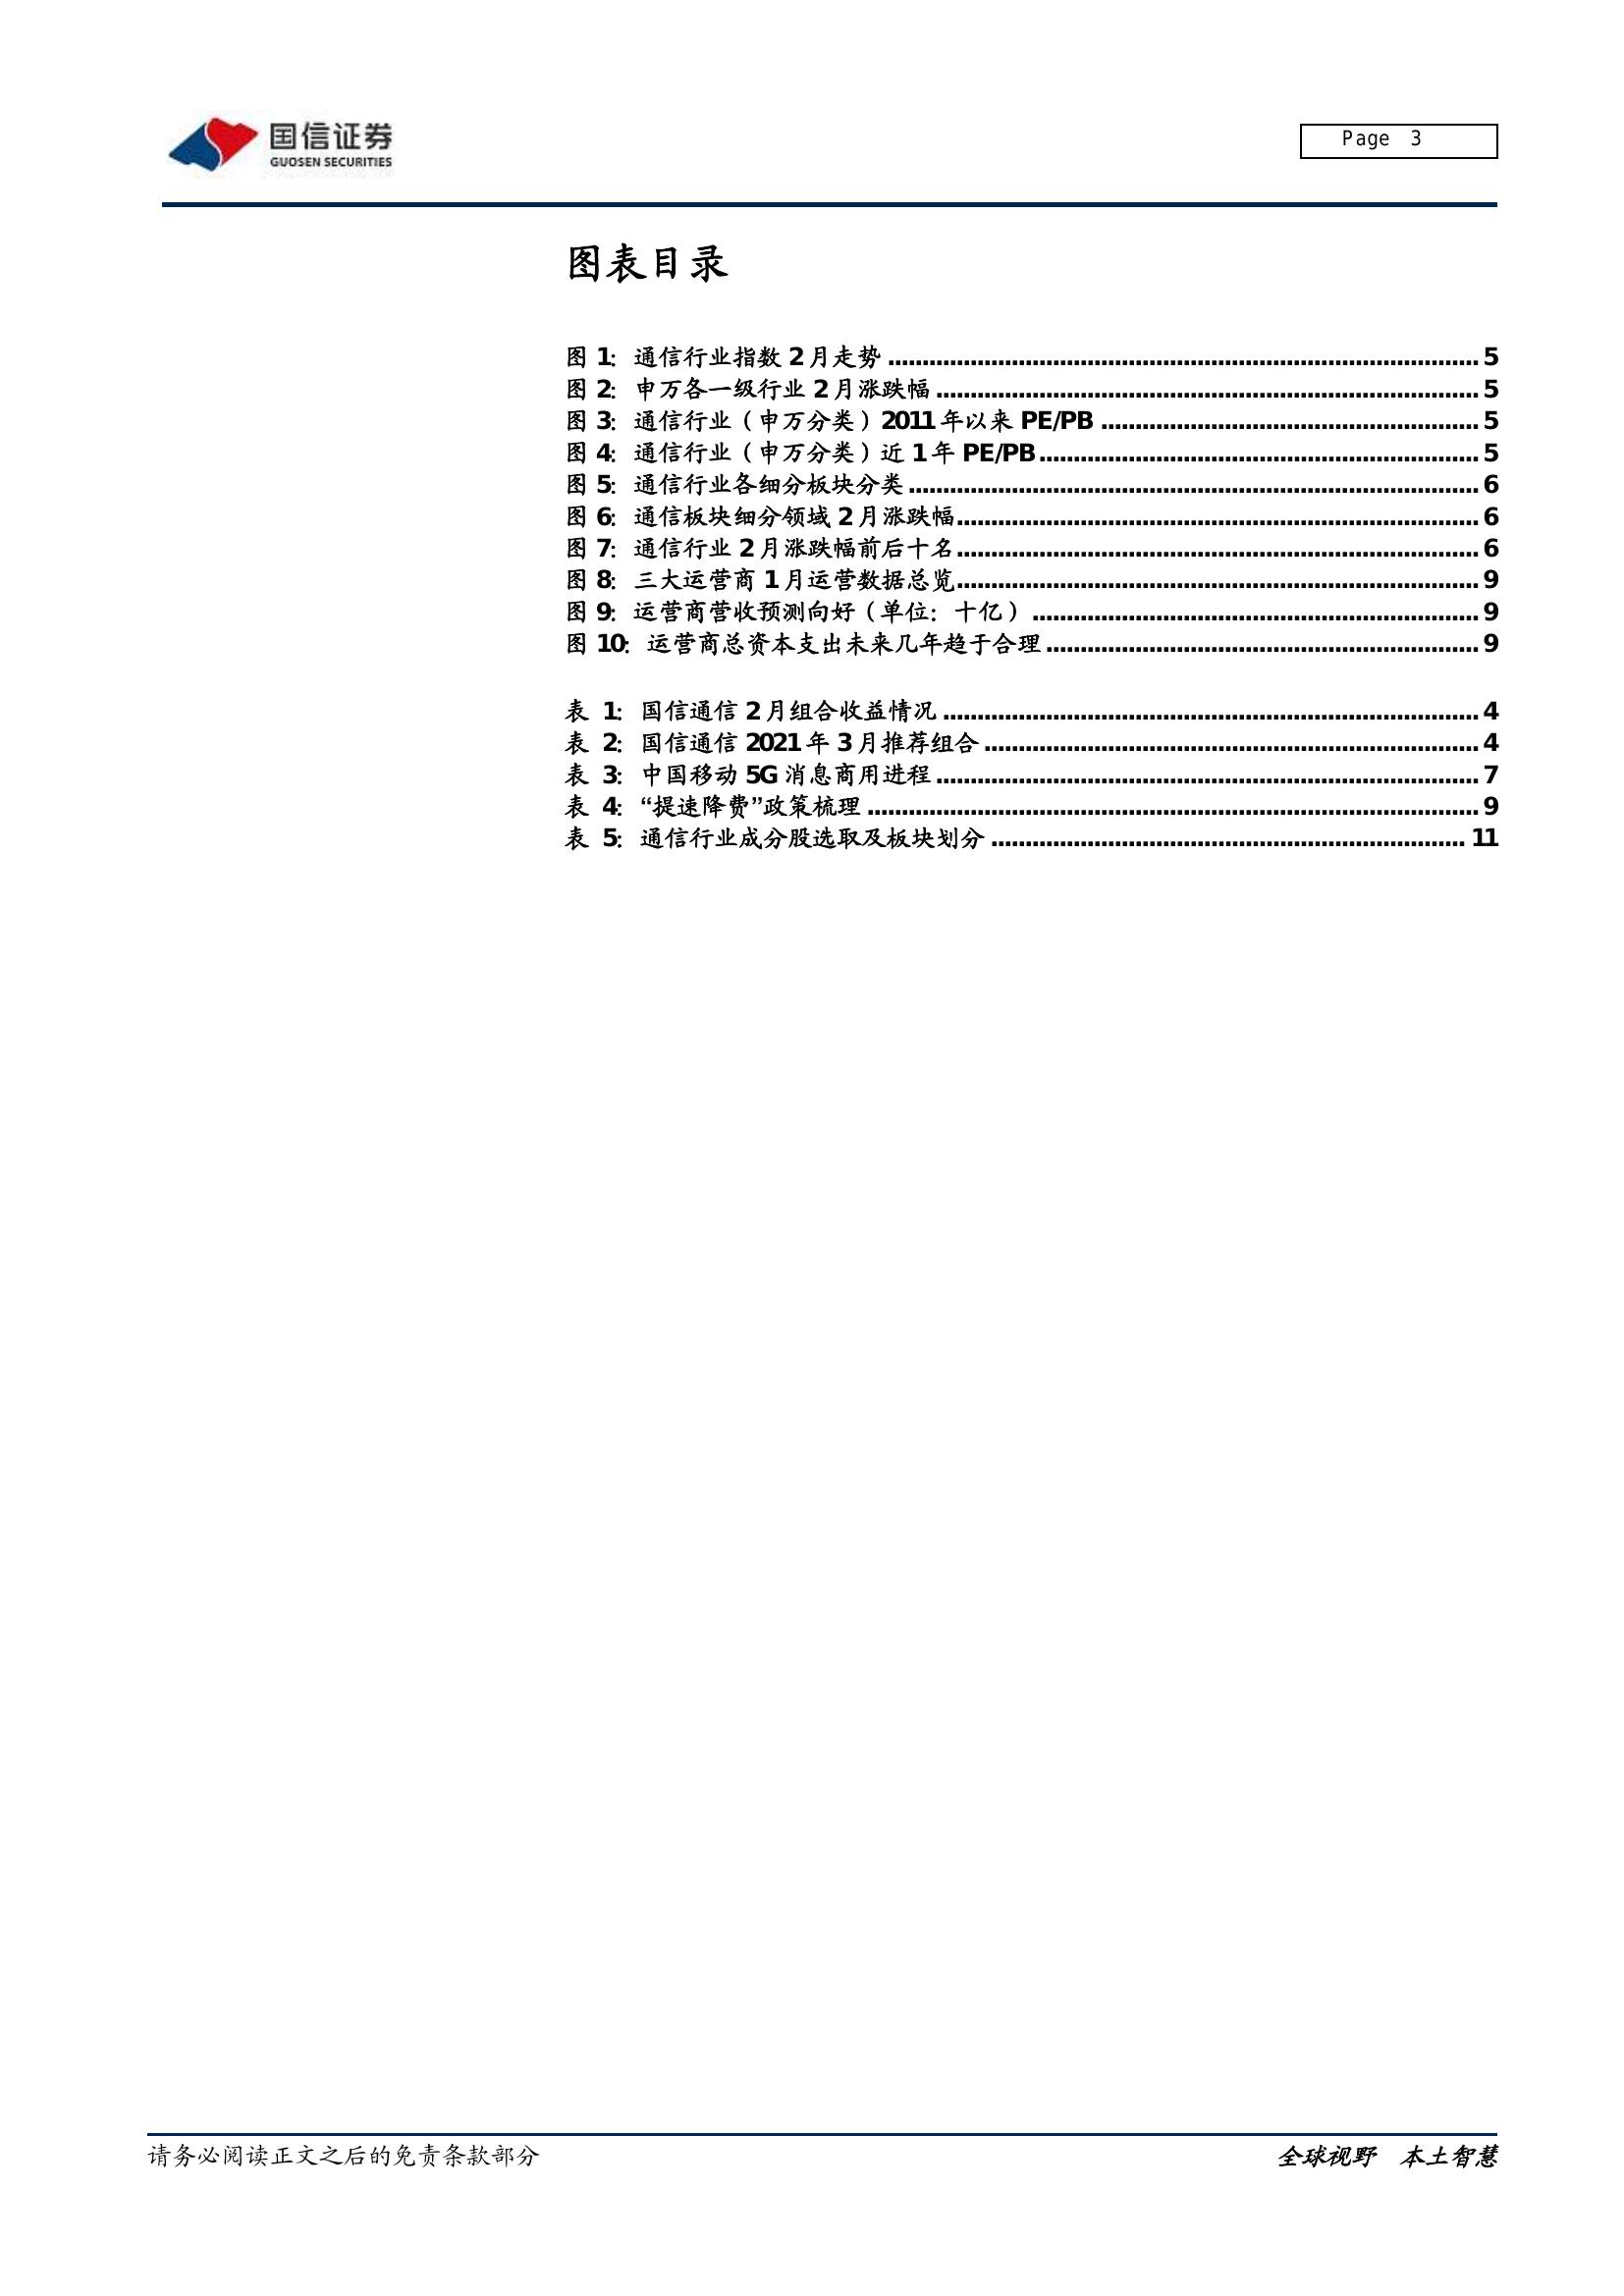 国信证券
GUOSEN SECURITIES
Page 3
图表目录
图 1: 通信行业指数 2 月走势 ........................................................................................ 5
图 2: 申万各一级行业 2 月涨跌幅 ................................................................................ 5
图 3: 通信行业（申万分类）2011 年以来 PE/PB ........................................................ 5
图 4: 通信行业（申万分类）近 1 年 PE/PB................................................................. 5
图 5: 通信行业各细分板块分类 .................................................................................... 6
图 6: 通信板块细分领域 2 月涨跌幅............................................................................. 6
图 7: 通信行业 2 月涨跌幅前后十名............................................................................. 6
图 8: 三大运营商 1 月运营数据总览............................................................................. 9
图 9: 运营商营收预测向好（单位：十亿） .................................................................. 9
图 10: 运营商总资本支出未来几年趋于合理 ................................................................ 9
表 1: 国信通信 2 月组合收益情况 ............................................................................... 4
表 2: 国信通信 2021 年 3 月推荐组合 ......................................................................... 4
表 3: 中国移动 5G 消息商用进程 ................................................................................ 7
表 4: “提速降费”政策梳理 .......................................................................................... 9
表 5: 通信行业成分股选取及板块划分 ...................................................................... 11
请务必阅读正文之后的免责条款部分
全球视野 本土智慧